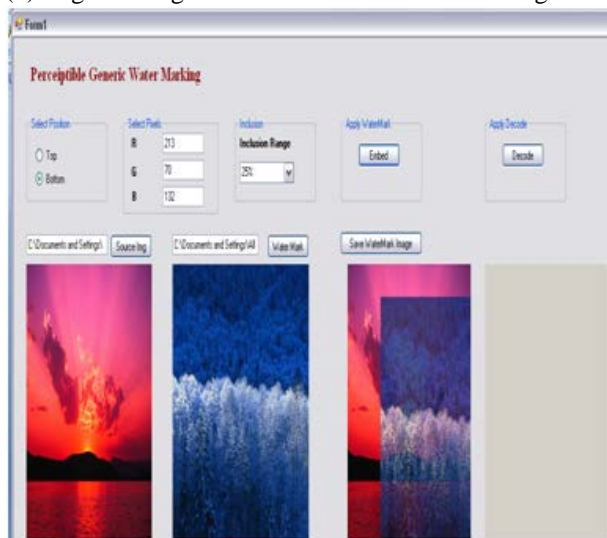 Form1
Perceiptible Generic Water Marking
Select Position
Top
Bottom
Select Pixels
R 213
G 70
B 132
Inclusion
Inclusion Range
25%
Apply WaterMark
Embed
Apply Decode
Decode
C:\Documents and Settings\
Source Img
C:\Documents and Settings\All
Water Mark
Save WaterMark Image